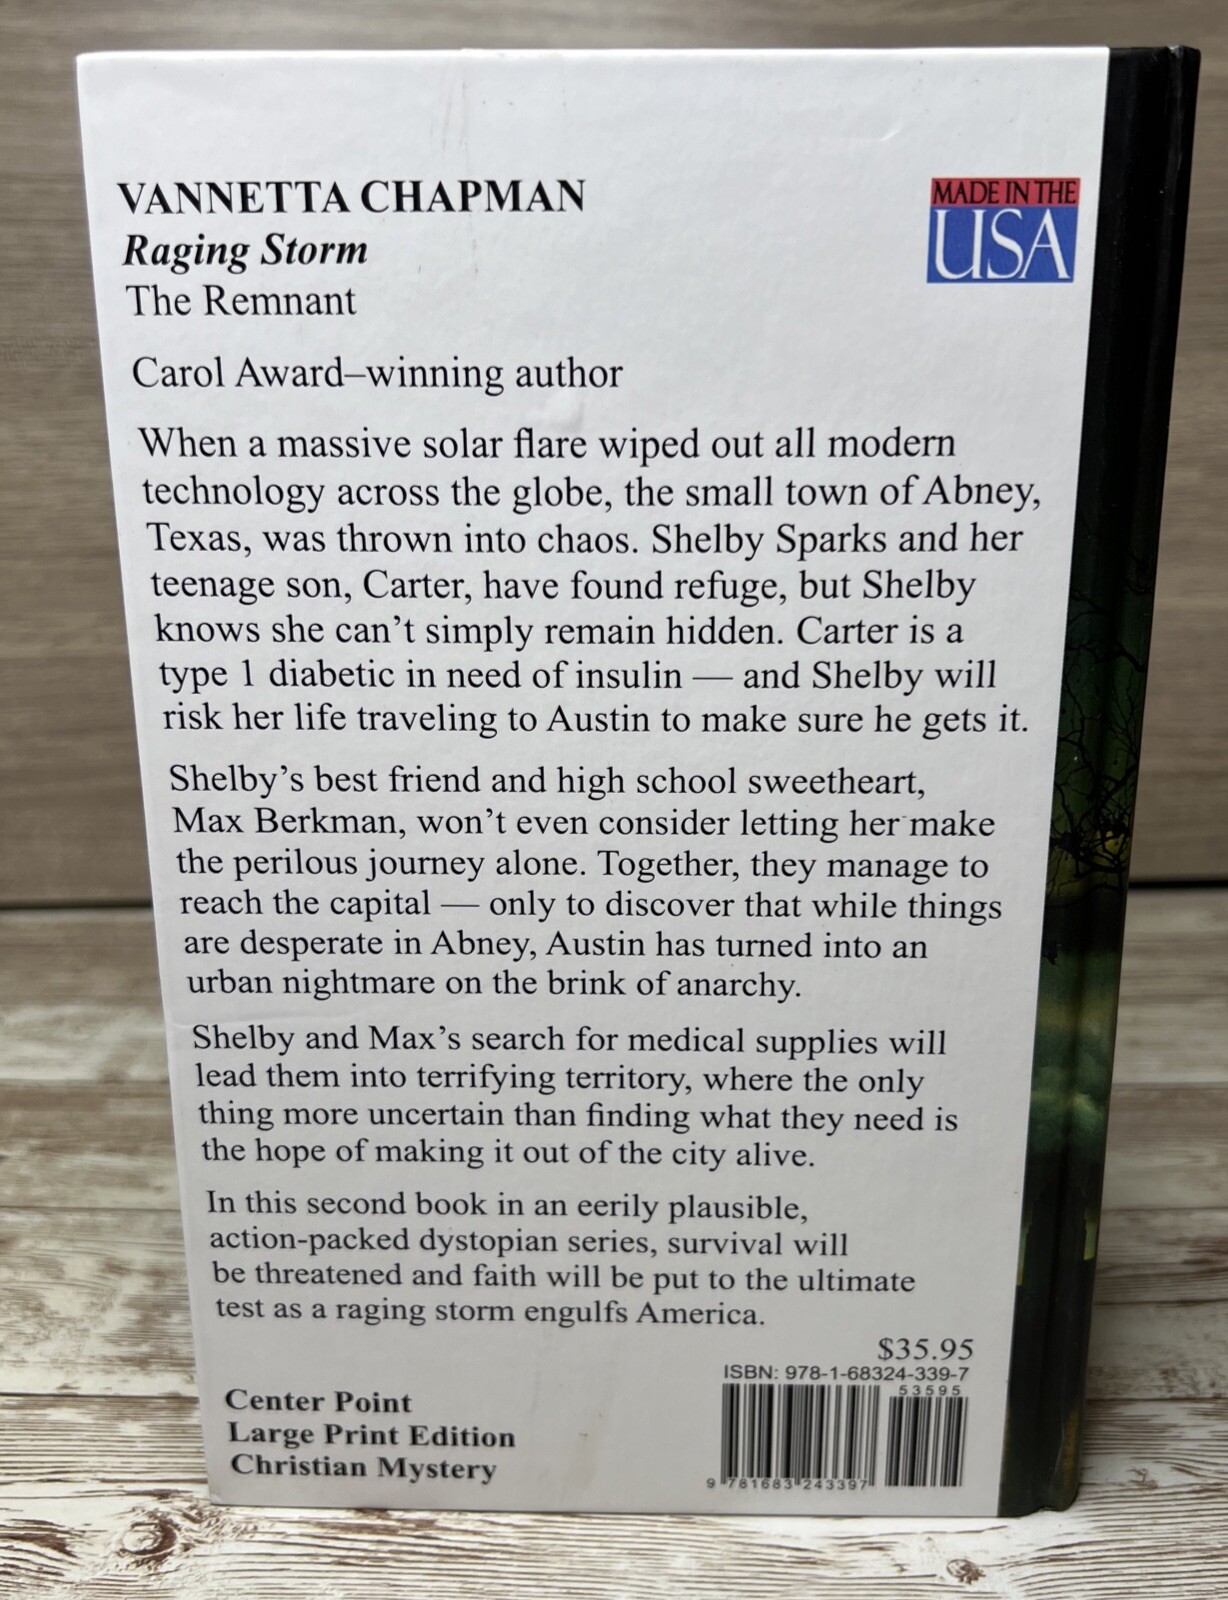 VANNETTA CHAPMAN
Raging Storm
The Remnant
MADE IN THE
USA
Carol Award–winning author
When a massive solar flare wiped out all modern
technology across the globe, the small town of Abney,
Texas, was thrown into chaos. Shelby Sparks and her
teenage son, Carter, have found refuge, but Shelby
knows she can’t simply remain hidden. Carter is a
type 1 diabetic in need of insulin — and Shelby will
risk her life traveling to Austin to make sure he gets it.
Shelby’s best friend and high school sweetheart,
Max Berkman, won’t even consider letting her make
the perilous journey alone. Together, they manage to
reach the capital — only to discover that while things
are desperate in Abney, Austin has turned into an
urban nightmare on the brink of anarchy.
Shelby and Max’s search for medical supplies will
lead them into terrifying territory, where the only
thing more uncertain than finding what they need is
the hope of making it out of the city alive.
In this second book in an eerily plausible,
action-packed dystopian series, survival will
be threatened and faith will be put to the ultimate
test as a raging storm engulfs America.
$35.95
ISBN: 978-1-68324-339-7
53595
9 781683 243397
Center Point
Large Print Edition
Christian Mystery